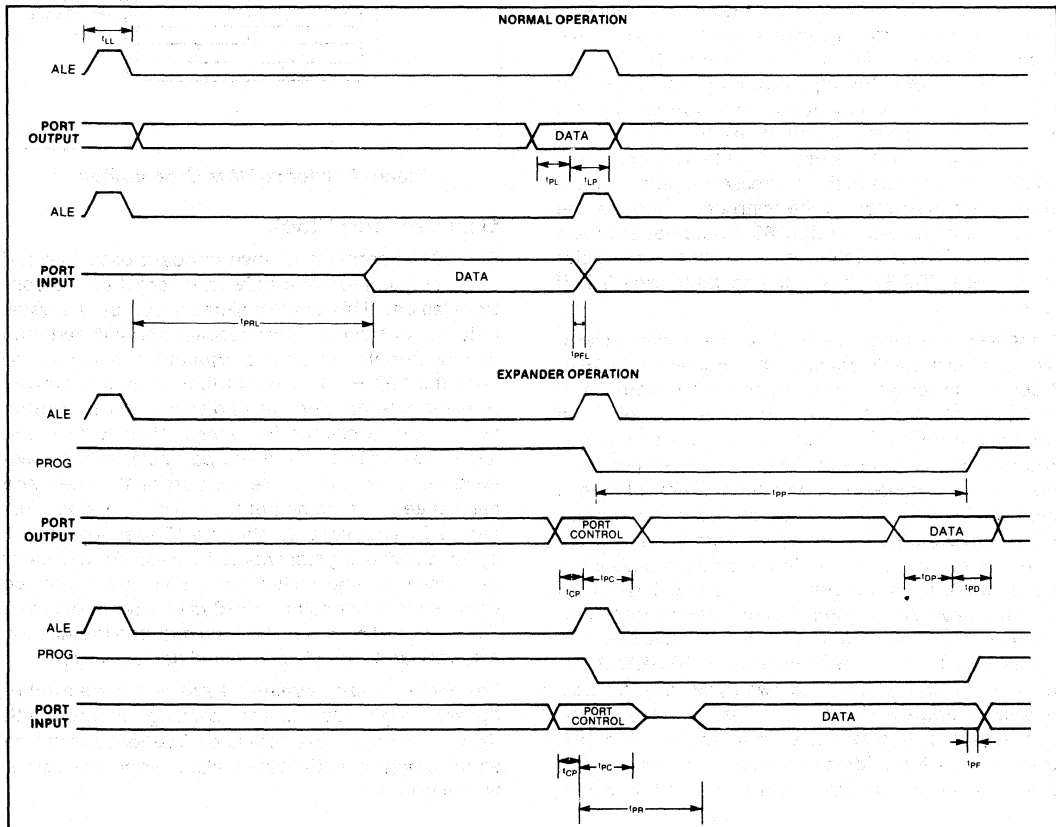 NORMAL OPERATION
tLL
ALE
PORT OUTPUT
DATA
tPL
tLP
ALE
PORT INPUT
DATA
tPRL
tPFL
EXPANDER OPERATION
ALE
PROG
tPP
PORT OUTPUT
PORT CONTROL
DATA
tCP
tPC
tDP
tPD
ALE
PROG
PORT INPUT
PORT CONTROL
DATA
tCP
tPC
tPF
tPR